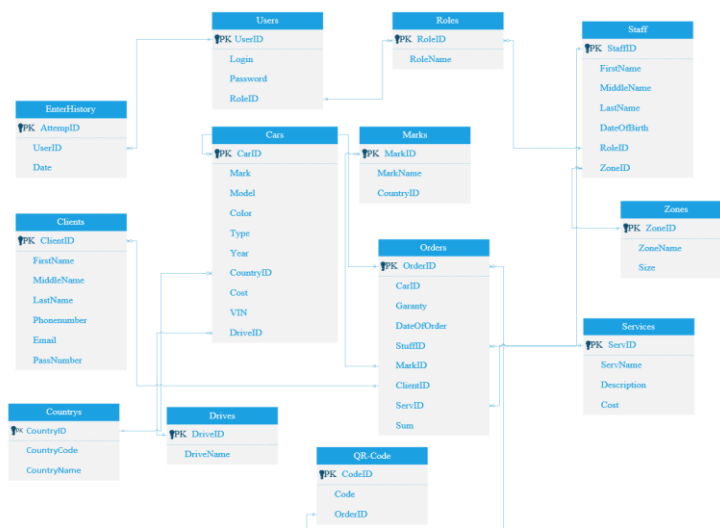 Users
PK UserID
Login
Password
RoleID
Roles
PK RoleID
RoleName
Staff
PK StaffID
FirstName
MiddleName
LastName
DateOfBirth
RoleID
ZoneID
EnterHistory
PK AttempID
UserID
Date
Cars
PK CarID
Mark
Model
Color
Type
Year
CountryID
Cost
VIN
DriveID
Marks
PK MarkID
MarkName
CountryID
Zones
PK ZoneID
ZoneName
Size
Clients
PK ClientID
FirstName
MiddleName
LastName
Phonenumber
Email
PassNumber
Orders
PK OrderID
CarID
Garanty
DateOfOrder
StuffID
MarkID
ClientID
ServID
Sum
Services
PK ServID
ServName
Description
Cost
Countrys
PK CountryID
CountryCode
CountryName
Drives
PK DriveID
DriveName
QR-Code
PK CodeID
Code
OrderID